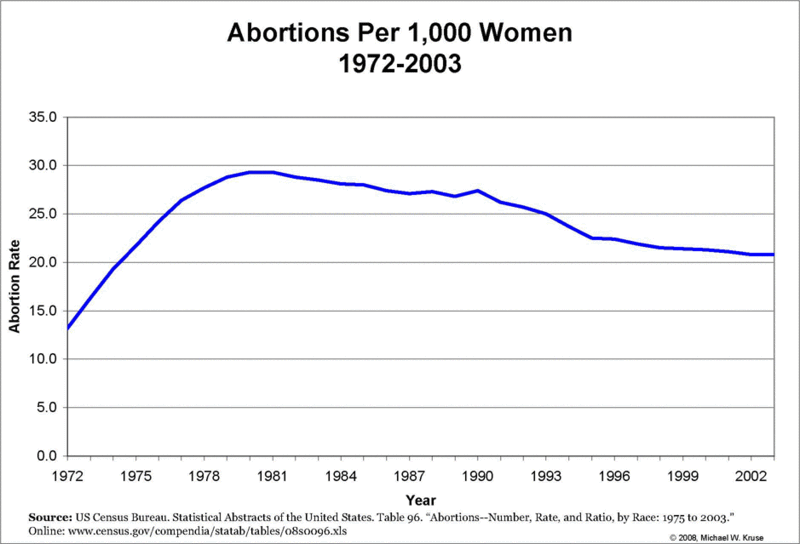 Abortions Per 1,000 Women
1972-2003
35.0
30.0
25.0
20.0
15.0
10.0
5.0
0.0
Abortion Rate
1972 1975 1978 1981 1984 1987 1990 1993 1996 1999 2002
Year
Source: US Census Bureau. Statistical Abstracts of the United States. Table 96. “Abortions--Number, Rate, and Ratio, by Race: 1975 to 2003.”
Online: www.census.gov/compendia/statab/tables/08s0096.xls
© 2008, Michael W. Kruse